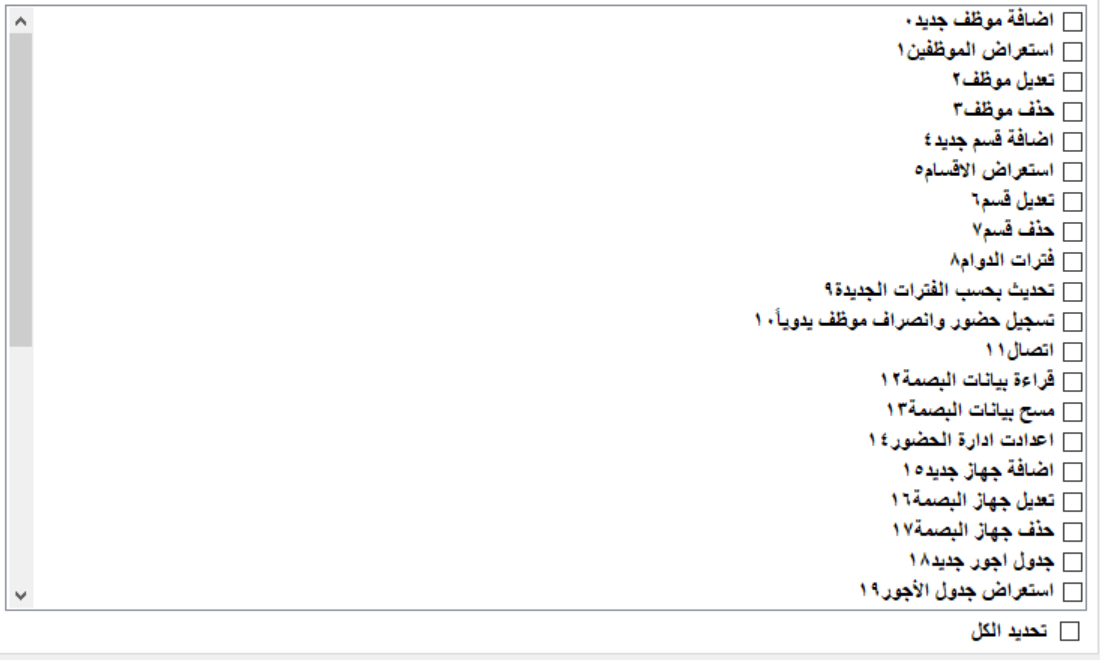 اضافة موظف جديد٠
استعراض الموظفين١
تعديل موظف٢
حذف موظف٣
اضافة قسم جديد٤
استعراض الاقسام٥
تعديل قسم٦
حذف قسم٧
فترات الدوام٨
تحديث بحسب الفترات الجديدة٩
تسجيل حضور وانصراف موظف يدوياً١٠
اتصال١١
قراءة بيانات البصمة١٢
مسح بيانات البصمة١٣
اعدادت ادارة الحضور١٤
اضافة جهاز جديد١٥
تعديل جهاز البصمة١٦
حذف جهاز البصمة١٧
جدول اجور جديد١٨
استعراض جدول الأجور١٩
تحديد الكل